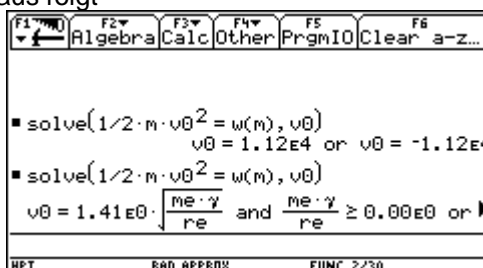 aus folgt
F1 F2 Algebra F3 Calc F4 Other F5 PrgmIO F6 Clear a-z…
▪ solve(1/2·m·v0² = w(m), v0)
v0 = 1.12ᴇ4 or v0 = ⁻1.12ᴇ4
▪ solve(1/2·m·v0² = w(m), v0)
v0 = 1.41ᴇ0·√(me·γ/re) and me·γ/re ≥ 0.00ᴇ0 or ▶
RAD APPROX FUNC 2/30